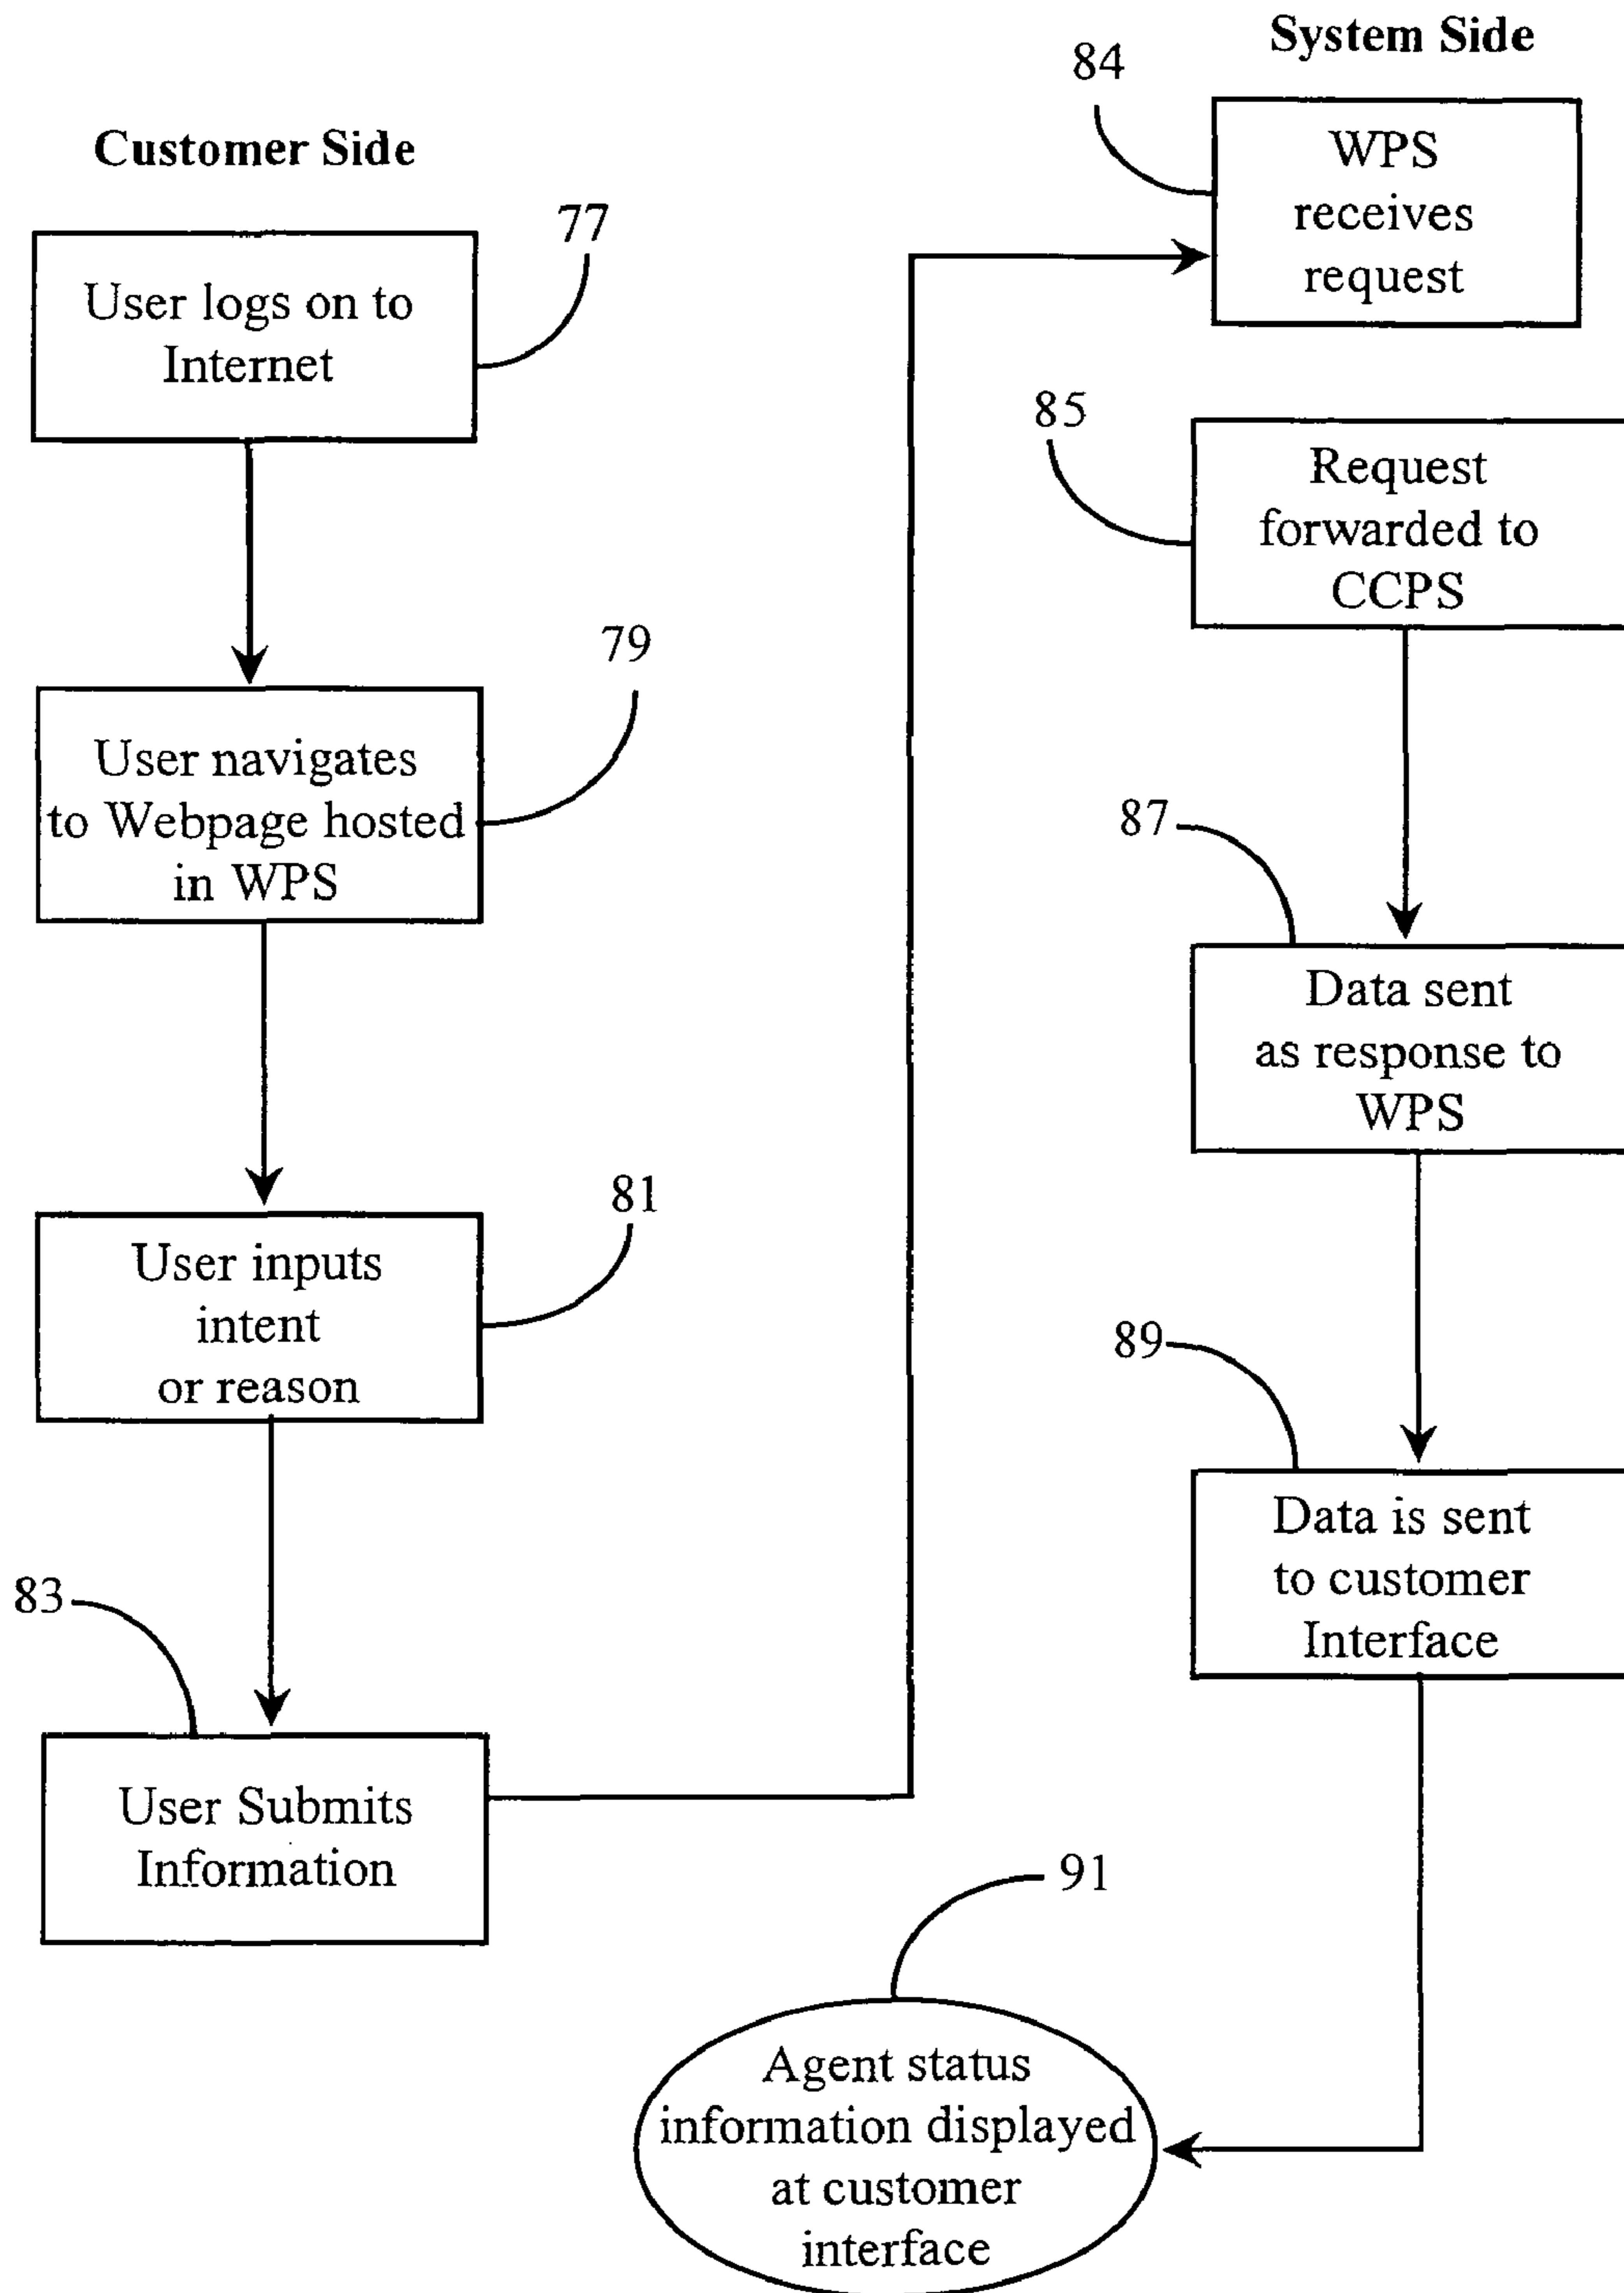 Customer Side
77
User logs on to
Internet
79
User navigates
to Webpage hosted
in WPS
81
User inputs
intent
or reason
83
User Submits
Information
System Side
84
WPS
receives
request
85
Request
forwarded to
CCPS
87
Data sent
as response to
WPS
89
Data is sent
to customer
Interface
91
Agent status
information displayed
at customer
interface